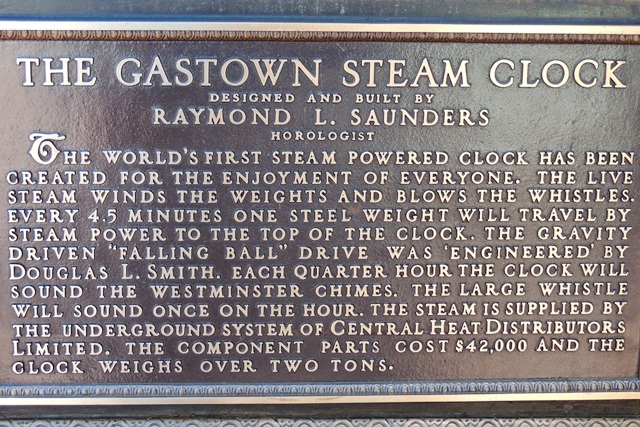 THE GASTOWN STEAM CLOCK
DESIGNED AND BUILT BY
RAYMOND L. SAUNDERS
HOROLOGIST
THE WORLD'S FIRST STEAM POWERED CLOCK HAS BEEN
CREATED FOR THE ENJOYMENT OF EVERYONE. THE LIVE
STEAM WINDS THE WEIGHTS AND BLOWS THE WHISTLES.
EVERY 4.5 MINUTES ONE STEEL WEIGHT WILL TRAVEL BY
STEAM POWER TO THE TOP OF THE CLOCK. THE GRAVITY
DRIVEN "FALLING BALL" DRIVE WAS 'ENGINEERED' BY
DOUGLAS L. SMITH. EACH QUARTER HOUR THE CLOCK WILL
SOUND THE WESTMINSTER CHIMES. THE LARGE WHISTLE
WILL SOUND ONCE ON THE HOUR. THE STEAM IS SUPPLIED BY
THE UNDERGROUND SYSTEM OF CENTRAL HEAT DISTRIBUTORS
LIMITED. THE COMPONENT PARTS COST $42,000 AND THE
CLOCK WEIGHS OVER TWO TONS.